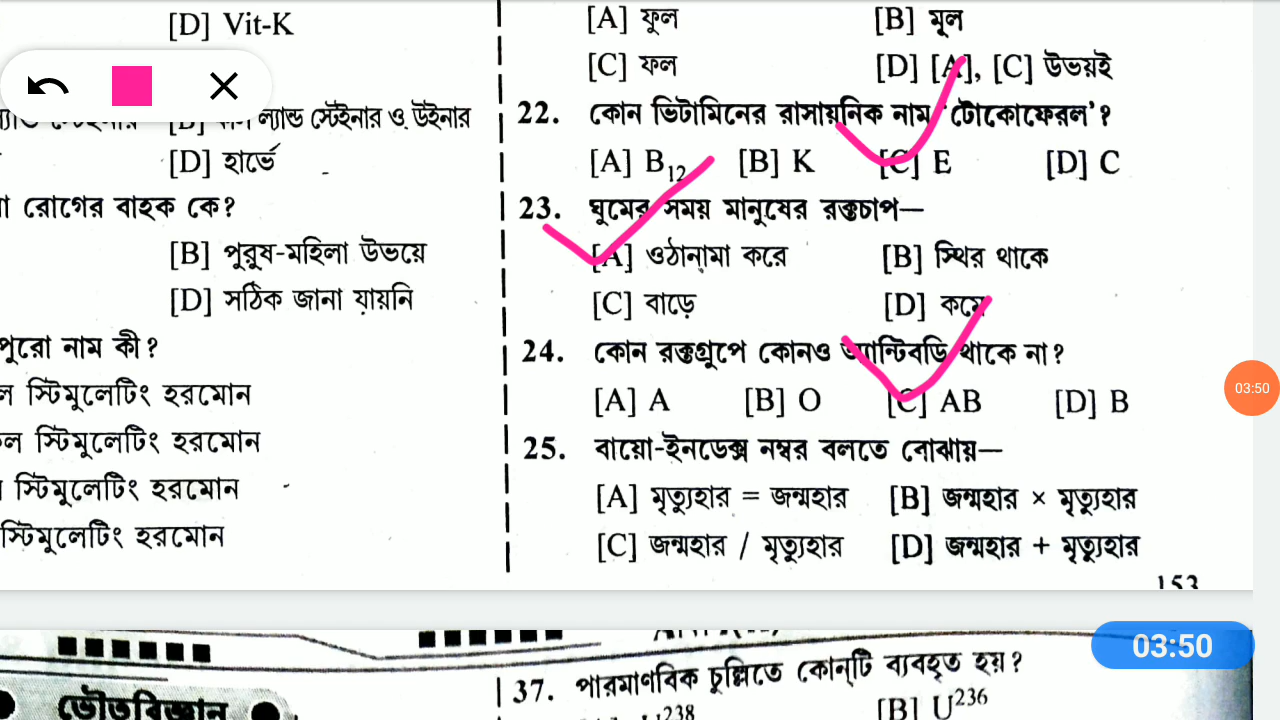 [D] Vit-K
ল্যান্ড স্টেইনার ও উইনার
[D] হার্ভে
রোগের বাহক কে?
[B] পুরুষ-মহিলা উভয়ে
[D] সঠিক জানা যায়নি
পুরো নাম কী?
স্টিমুলেটিং হরমোন
স্টিমুলেটিং হরমোন
স্টিমুলেটিং হরমোন
স্টিমুলেটিং হরমোন
[A] ফুল [B] মূল
[C] ফল [D] [A], [C] উভয়ই
22. কোন ভিটামিনের রাসায়নিক নাম ‘টোকোফেরল’?
[A] B12 [B] K [C] E [D] C
23. ঘুমের সময় মানুষের রক্তচাপ—
[A] ওঠানামা করে [B] স্থির থাকে
[C] বাড়ে [D] কমে
24. কোন রক্তগ্রুপে কোনও অ্যান্টিবডি থাকে না?
[A] A [B] O [C] AB [D] B
25. বায়ো-ইনডেক্স নম্বর বলতে বোঝায়—
[A] মৃত্যুহার = জন্মহার [B] জন্মহার × মৃত্যুহার
[C] জন্মহার / মৃত্যুহার [D] জন্মহার + মৃত্যুহার
153
03:50
03:50
ভৌতবিজ্ঞান
37. পারমাণবিক চুল্লিতে কোন্‌টি ব্যবহৃত হয়?
U238 [B] U236